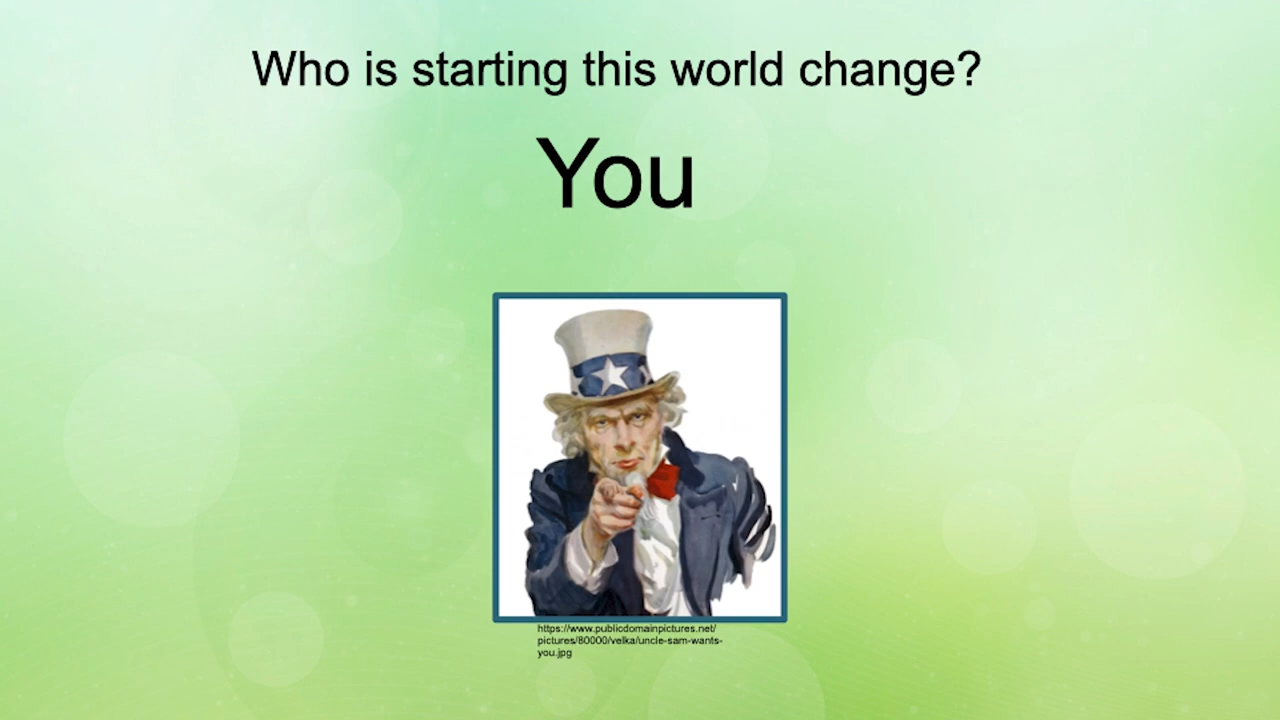 Who is starting this world change?
You
https://www.publicdomainpictures.net/
pictures/80000/velka/uncle-sam-wants-
you.jpg